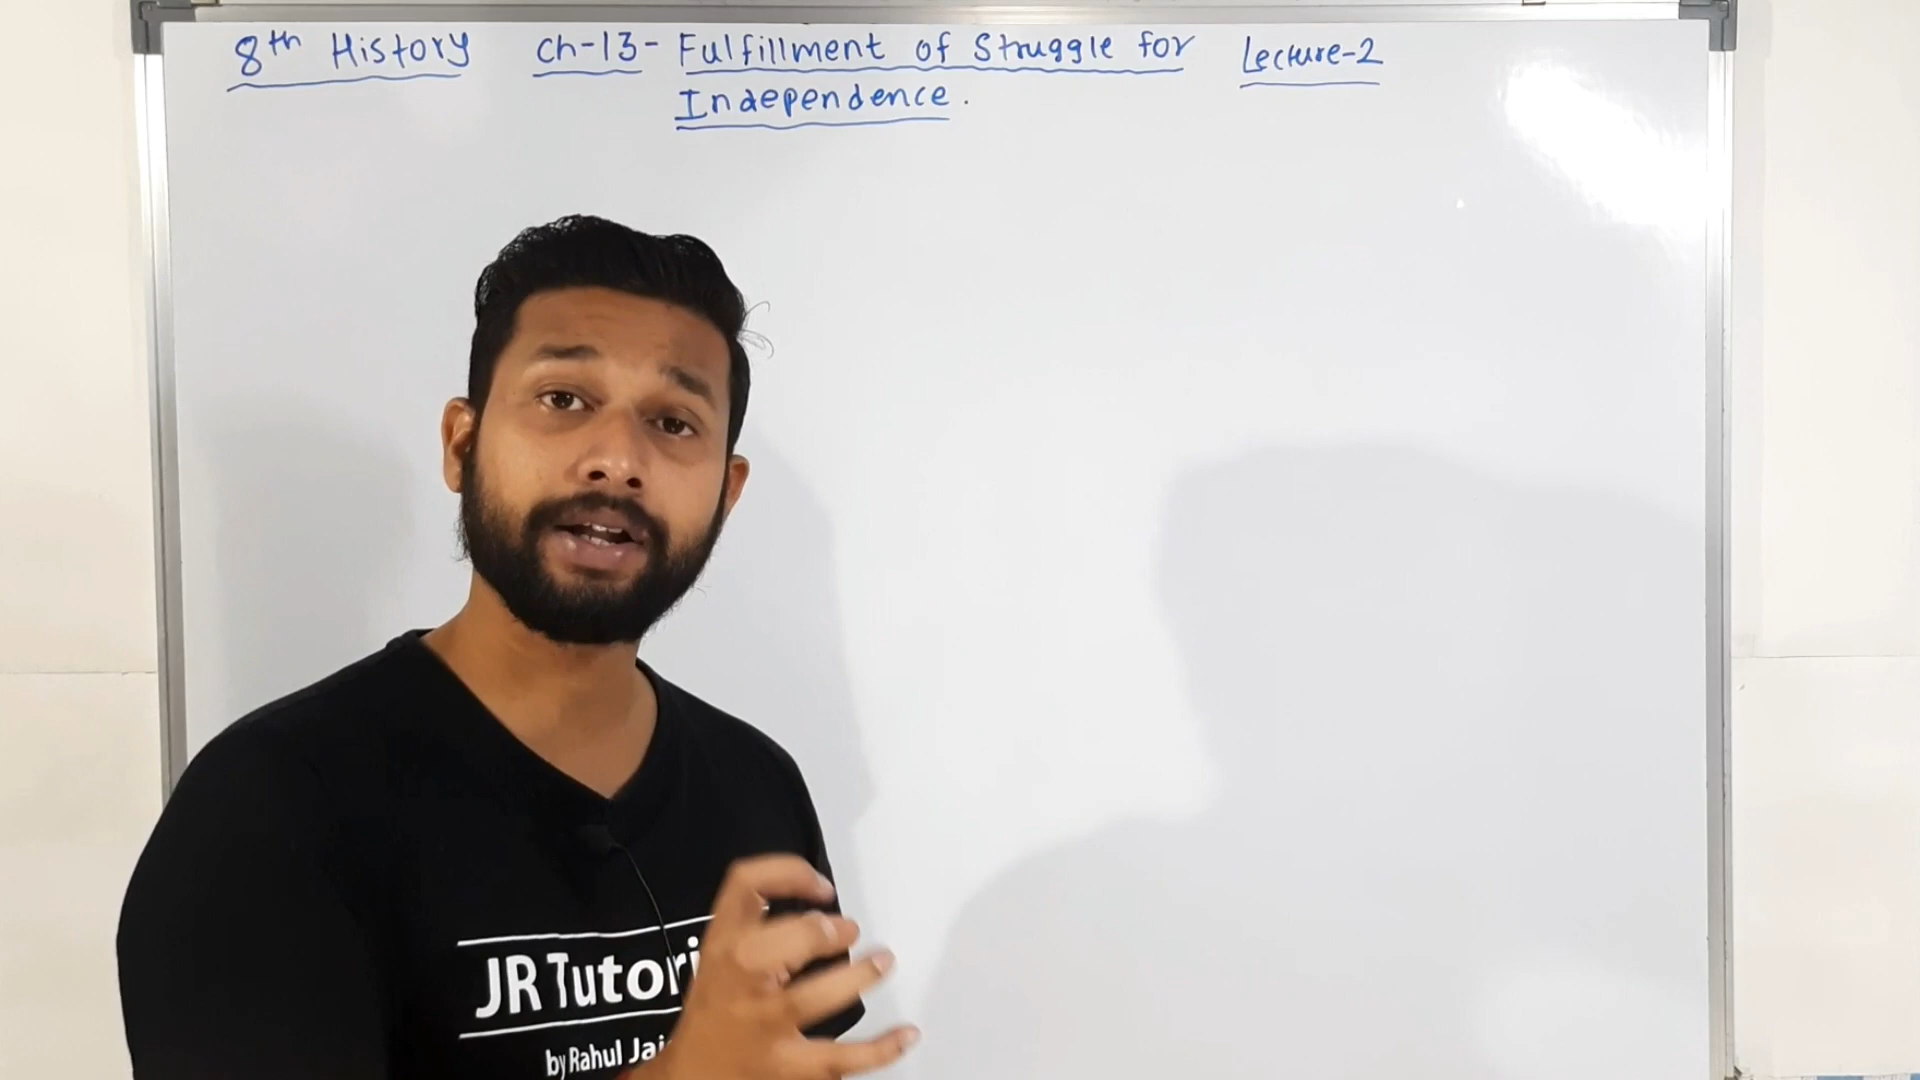 8th History Ch-13- Fulfillment of Struggle for Lecture-2
Independence.
JR Tutori
by Rahul Jai